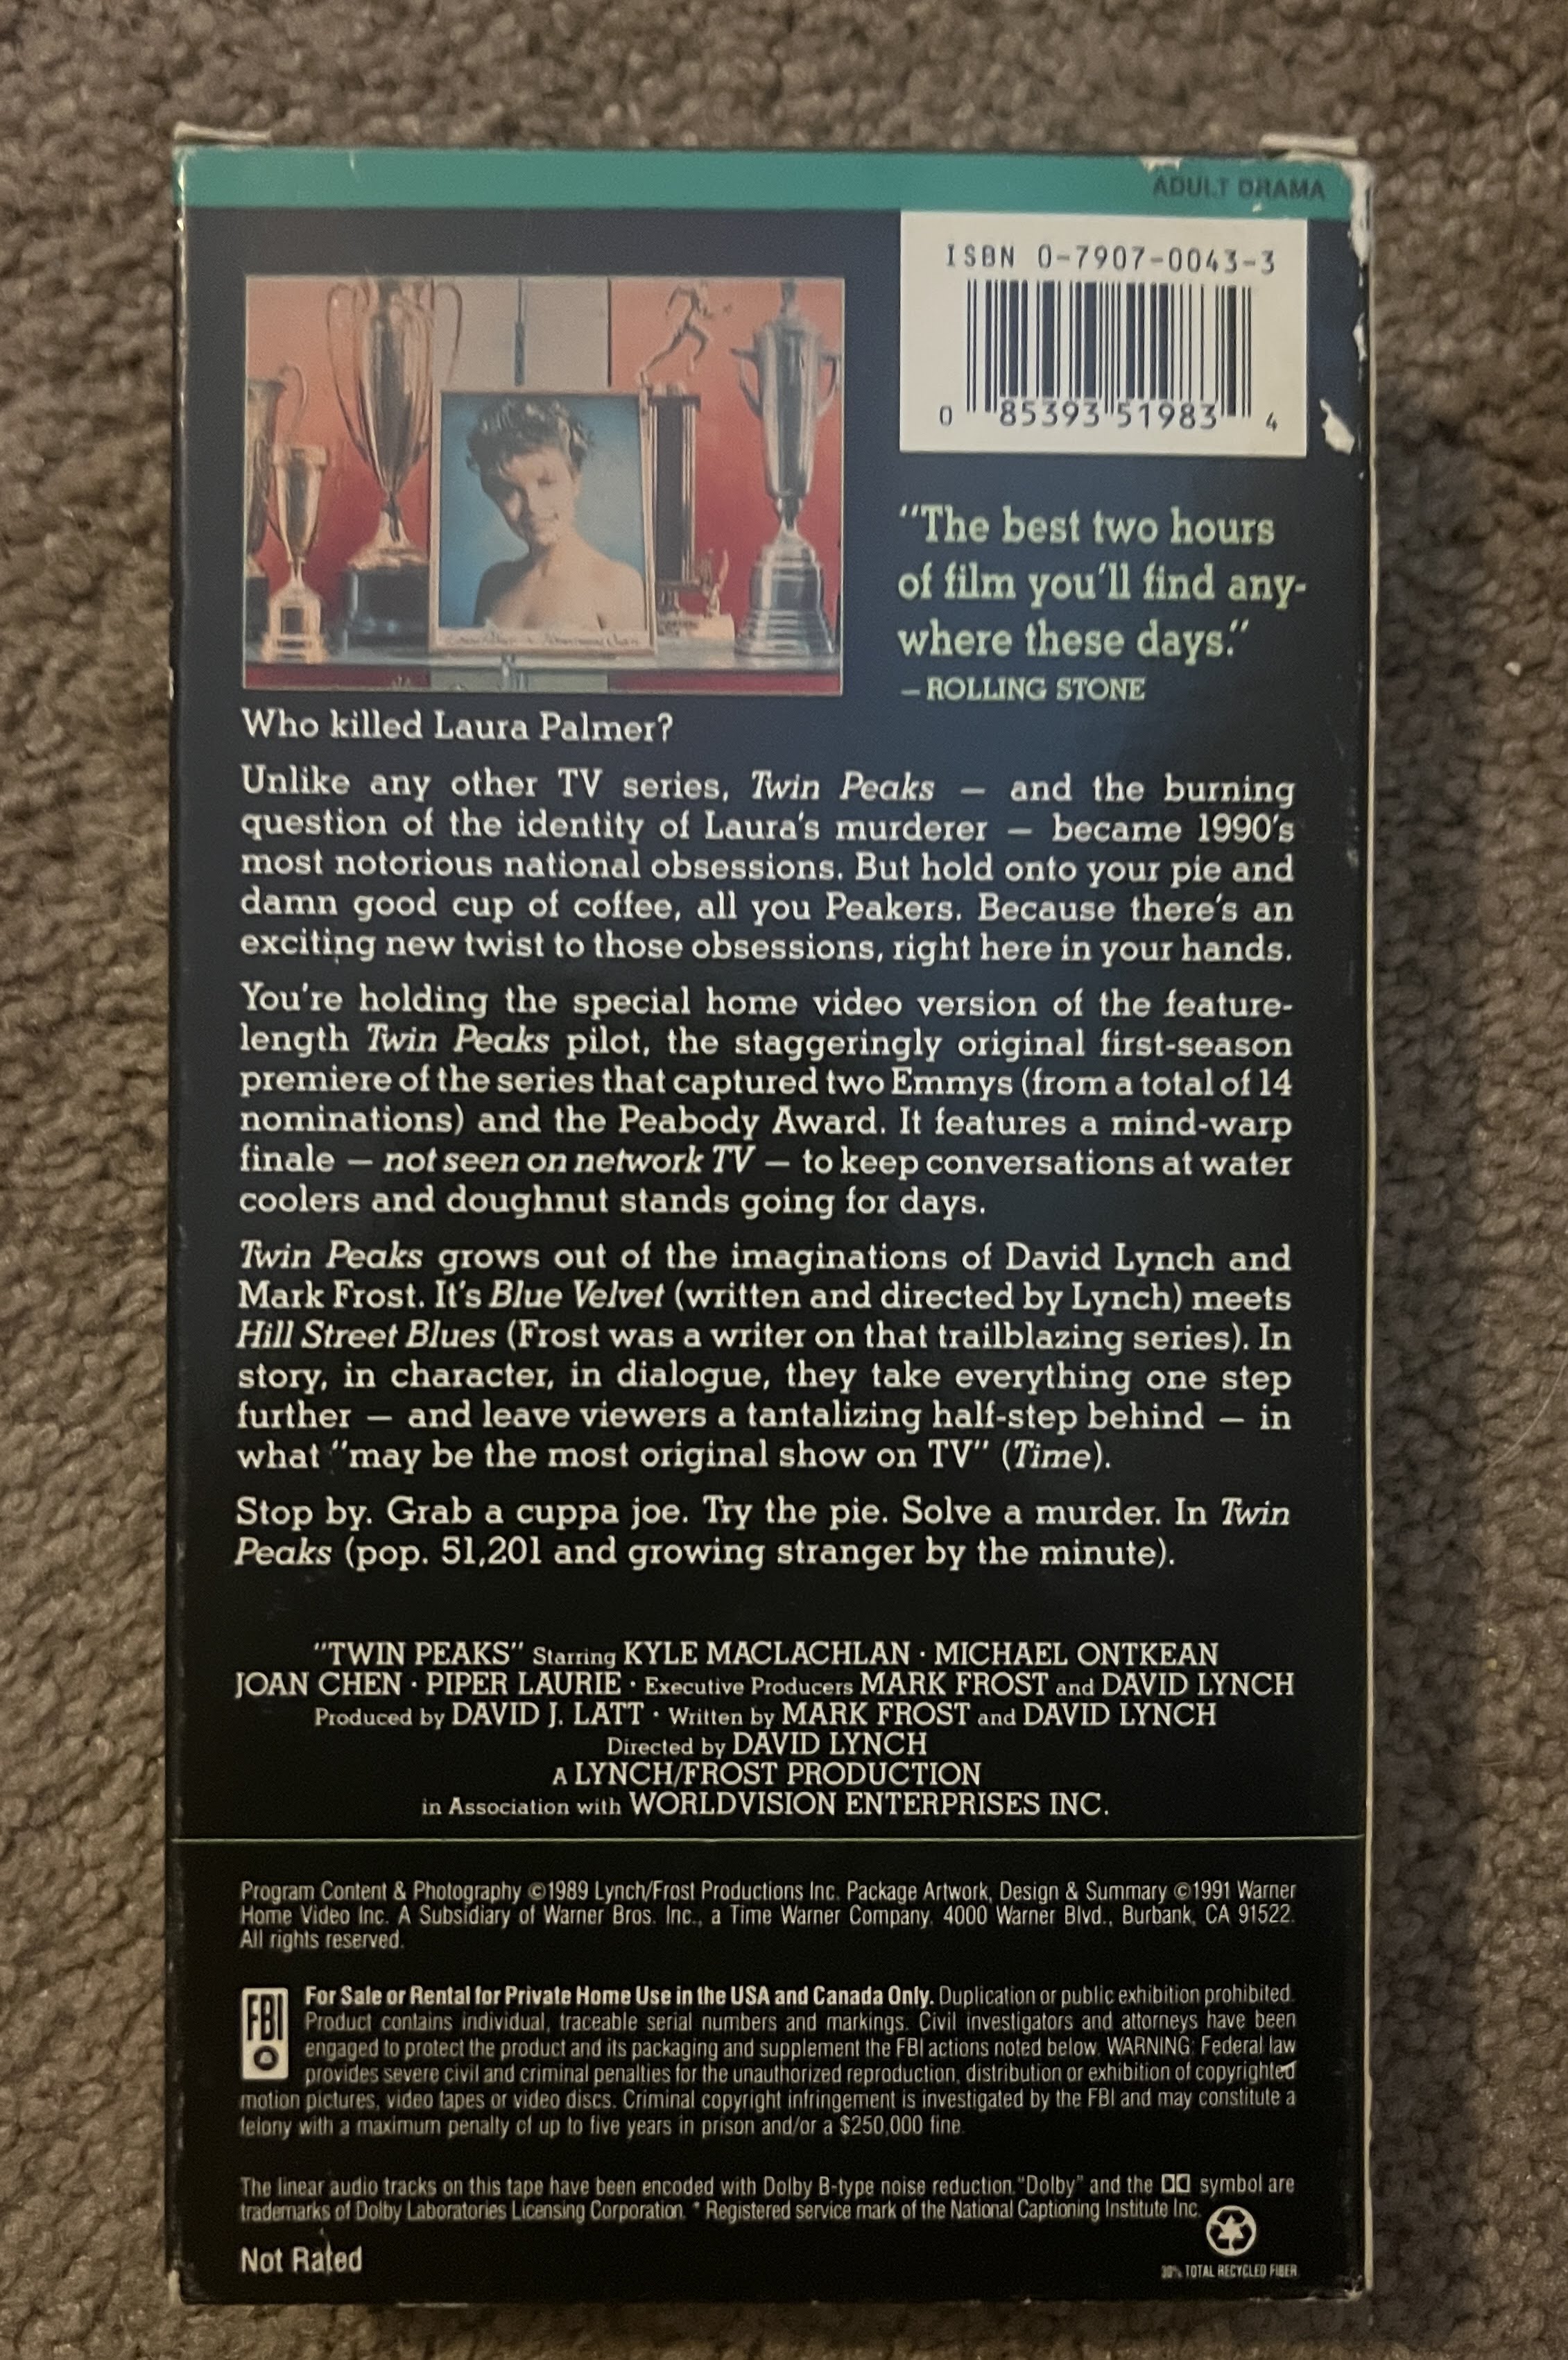 ADULT DRAMA
ISBN 0-7907-0043-3
0 85393 51983 4
"The best two hours
of film you'll find any-
where these days."
— ROLLING STONE
Who killed Laura Palmer?
Unlike any other TV series, Twin Peaks — and the burning
question of the identity of Laura's murderer — became 1990's
most notorious national obsessions. But hold onto your pie and
damn good cup of coffee, all you Peakers. Because there's an
exciting new twist to those obsessions, right here in your hands.
You're holding the special home video version of the feature-
length Twin Peaks pilot, the staggeringly original first-season
premiere of the series that captured two Emmys (from a total of 14
nominations) and the Peabody Award. It features a mind-warp
finale — not seen on network TV — to keep conversations at water
coolers and doughnut stands going for days.
Twin Peaks grows out of the imaginations of David Lynch and
Mark Frost. It's Blue Velvet (written and directed by Lynch) meets
Hill Street Blues (Frost was a writer on that trailblazing series). In
story, in character, in dialogue, they take everything one step
further — and leave viewers a tantalizing half-step behind — in
what "may be the most original show on TV" (Time).
Stop by. Grab a cuppa joe. Try the pie. Solve a murder. In Twin
Peaks (pop. 51,201 and growing stranger by the minute).
"TWIN PEAKS" Starring KYLE MACLACHLAN · MICHAEL ONTKEAN
JOAN CHEN · PIPER LAURIE · Executive Producers MARK FROST and DAVID LYNCH
Produced by DAVID J. LATT · Written by MARK FROST and DAVID LYNCH
Directed by DAVID LYNCH
A LYNCH/FROST PRODUCTION
in Association with WORLDVISION ENTERPRISES INC.
Program Content & Photography ©1989 Lynch/Frost Productions Inc. Package Artwork, Design & Summary ©1991 Warner
Home Video Inc. A Subsidiary of Warner Bros. Inc., a Time Warner Company. 4000 Warner Blvd., Burbank, CA 91522.
All rights reserved.
FBI
For Sale or Rental for Private Home Use in the USA and Canada Only. Duplication or public exhibition prohibited.
Product contains individual, traceable serial numbers and markings. Civil investigators and attorneys have been
engaged to protect the product and its packaging and supplement the FBI actions noted below. WARNING: Federal law
provides severe civil and criminal penalties for the unauthorized reproduction, distribution or exhibition of copyrighted
motion pictures, video tapes or video discs. Criminal copyright infringement is investigated by the FBI and may constitute a
felony with a maximum penalty of up to five years in prison and/or a $250,000 fine.
The linear audio tracks on this tape have been encoded with Dolby B-type noise reduction. "Dolby" and the symbol are
trademarks of Dolby Laboratories Licensing Corporation. * Registered service mark of the National Captioning Institute Inc.
Not Rated
30% TOTAL RECYCLED FIBER